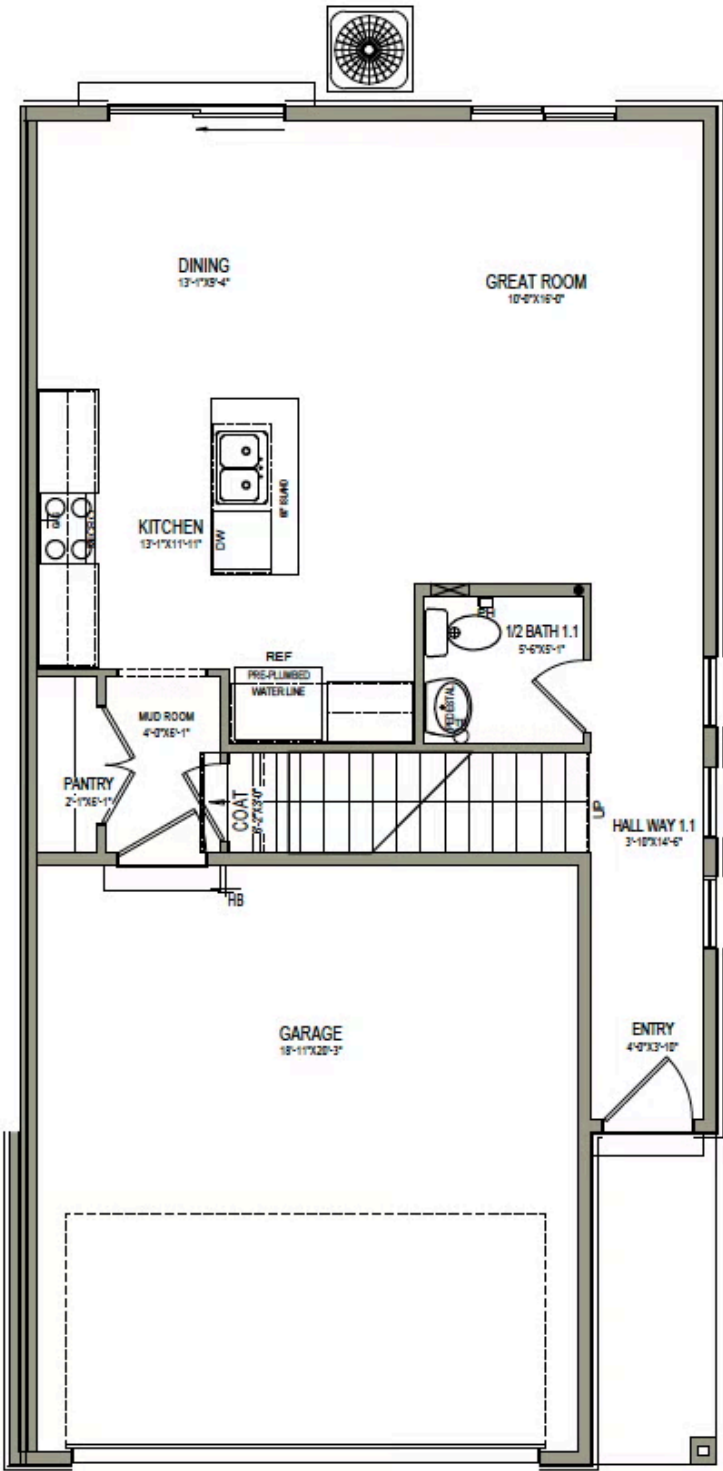 DINING
13'-1"X9'-4"
GREAT ROOM
10'-0"X16'-0"
KITCHEN
13'-1"X11'-11"
DW
ISLAND
REF
PRE-PLUMBED
WATER LINE
1/2 BATH 1.1
5'-6"X5'-1"
PEDESTAL
MUD ROOM
4'-0"X6'-1"
PANTRY
2'-1"X6'-1"
COAT
UP
HALL WAY 1.1
3'-10"X14'-6"
HB
GARAGE
18'-11"X20'-3"
ENTRY
4'-0"X3'-10"